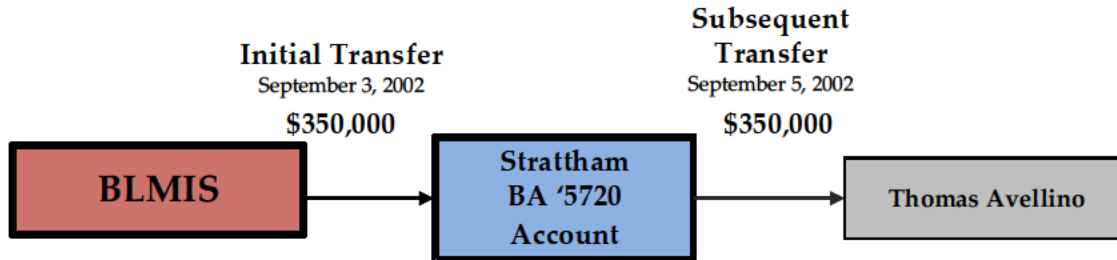 Initial Transfer
September 3, 2002
$350,000
Subsequent
Transfer
September 5, 2002
$350,000
BLMIS
Strattham
BA ‘5720
Account
Thomas Avellino